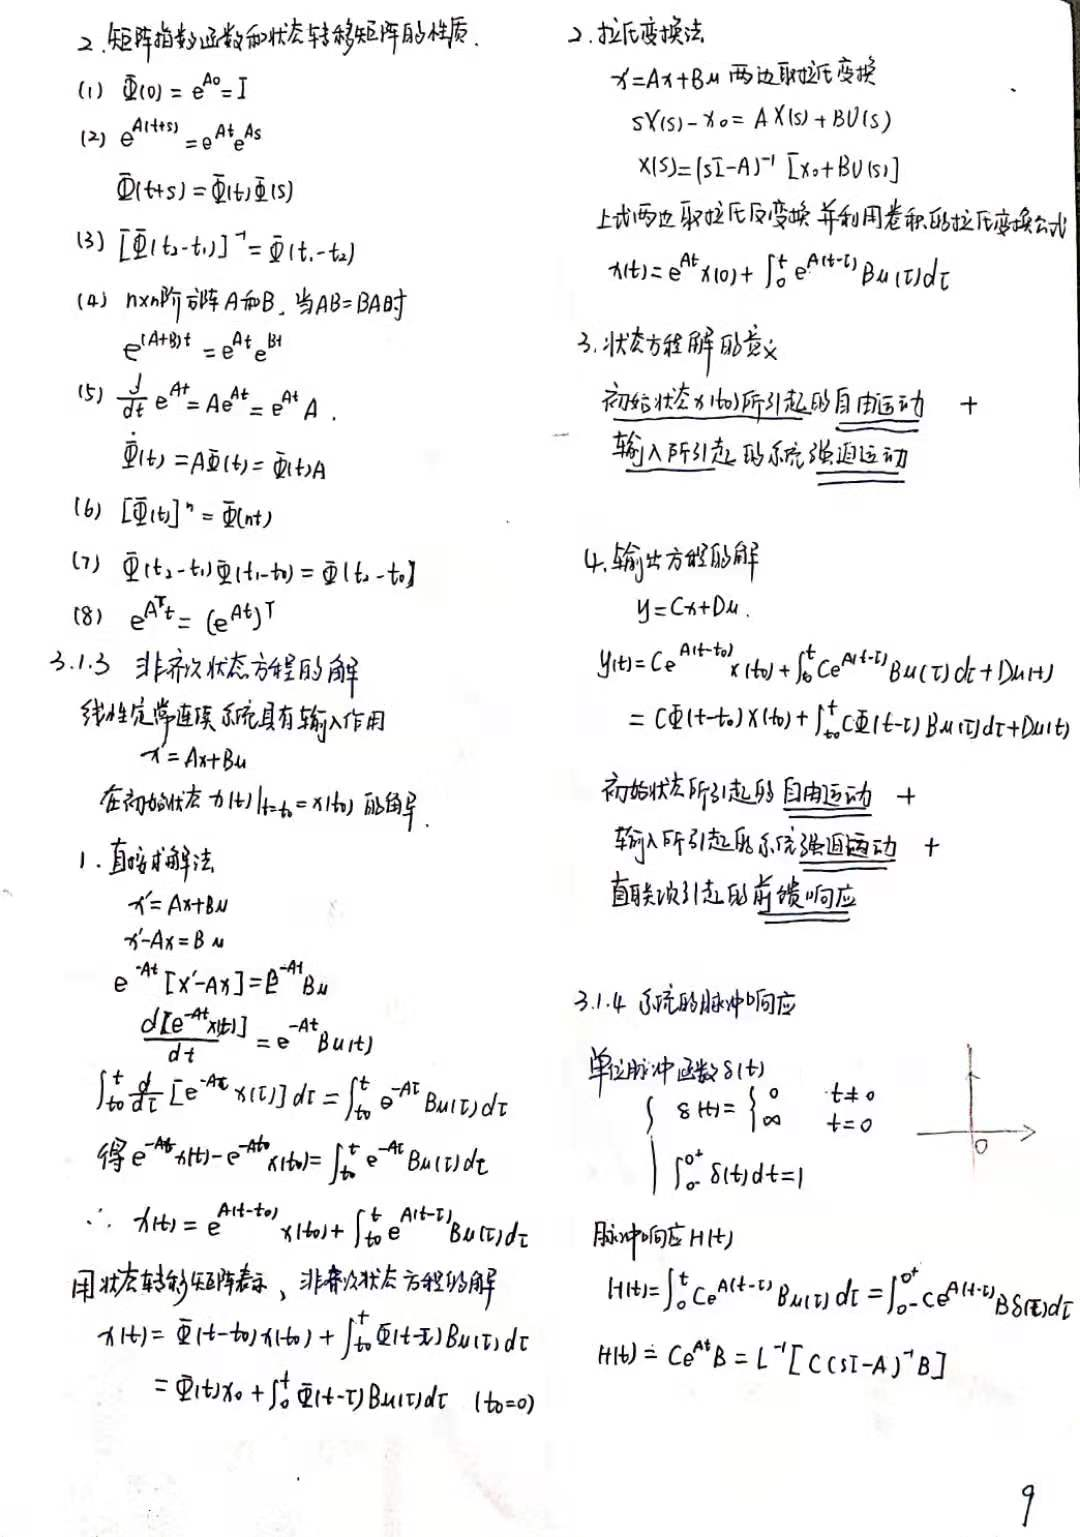 2.矩阵指数函数和状态转移矩阵的性质.
(1) Φ(0) = e^{A0} = I
(2) e^{A(t+s)} = e^{At}e^{As}
Φ(t+s) = Φ(t)Φ(s)
(3) [Φ(t₂-t₁)]^{-1} = Φ(t₁-t₂)
(4) n×n阶方阵A和B,当AB=BA时
e^{(A+B)t} = e^{At}e^{Bt}
(5) d/dt e^{At} = Ae^{At} = e^{At}A.
Φ̇(t) = AΦ(t) = Φ(t)A
(6) [Φ(t)]^n = Φ(nt)
(7) Φ(t₂-t₁)Φ(t₁-t₀) = Φ(t₂-t₀)
(8) e^{A^T t} = (e^{At})^T
3.1.3 非齐次状态方程的解
线性定常连续系统具有输入作用
x' = Ax+Bu
在初始状态 x(t)|_{t=t₀} = x(t₀) 的解.
1.直接求解法
x' = Ax+Bu
x'-Ax = Bu
e^{-At}[x'-Ax] = e^{-At}Bu
d[e^{-At}x(t)]/dt = e^{-At}Bu(t)
∫_{t₀}^{t} d/dτ [e^{-Aτ}x(τ)]dτ = ∫_{t₀}^{t} e^{-Aτ}Bu(τ)dτ
得 e^{-At}x(t)-e^{-At₀}x(t₀) = ∫_{t₀}^{t} e^{-Aτ}Bu(τ)dτ
∴ x(t) = e^{A(t-t₀)}x(t₀) + ∫_{t₀}^{t} e^{A(t-τ)}Bu(τ)dτ
用状态转移矩阵表示,非齐次状态方程的解
x(t) = Φ(t-t₀)x(t₀) + ∫_{t₀}^{t} Φ(t-τ)Bu(τ)dτ
= Φ(t)x₀ + ∫_{0}^{t} Φ(t-τ)Bu(τ)dτ (t₀=0)
2.拉氏变换法
x' = Ax+Bu 两边取拉氏变换
sX(s)-x₀ = AX(s)+BU(s)
X(s) = (sI-A)^{-1}[x₀+BU(s)]
上式两边取拉氏反变换并利用卷积的拉氏变换公式
x(t) = e^{At}x(0) + ∫_{0}^{t} e^{A(t-τ)}Bu(τ)dτ
3.状态方程解的意义
初始状态x(t₀)所引起的自由运动 +
输入所引起的系统强迫运动
4.输出方程的解
y = Cx+Du.
y(t) = Ce^{A(t-t₀)}x(t₀) + ∫_{t₀}^{t} Ce^{A(t-τ)}Bu(τ)dτ + Du(t)
= CΦ(t-t₀)x(t₀) + ∫_{t₀}^{t} CΦ(t-τ)Bu(τ)dτ + Du(t)
初始状态所引起的自由运动 +
输入所引起的系统强迫运动 +
直联项引起的前馈响应
3.1.4 系统的脉冲响应
单位脉冲函数δ(t)
{ δ(t) = { 0 t≠0
∞ t=0
∫_{0-}^{0+} δ(t)dt = 1
0
脉冲响应H(t)
H(t) = ∫_{0}^{t} Ce^{A(t-τ)}Bu(τ)dτ = ∫_{0-}^{0+} Ce^{A(t-τ)}Bδ(τ)dτ
H(t) = Ce^{At}B = L^{-1}[C(sI-A)^{-1}B]
9